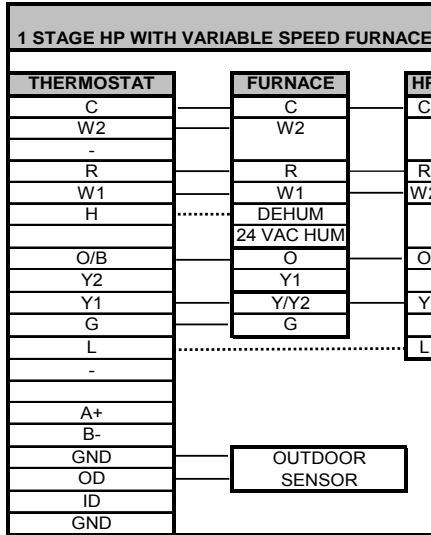 1 STAGE HP WITH VARIABLE SPEED FURNACE
THERMOSTAT FURNACE
C C C
W2 W2
-
R R R
W1 W1 W2
H DEHUM
24 VAC HUM
O/B O O
Y2 Y1
Y1 Y/Y2 Y
G G
L L
-
A+
B-
GND OUTDOOR
OD SENSOR
ID
GND